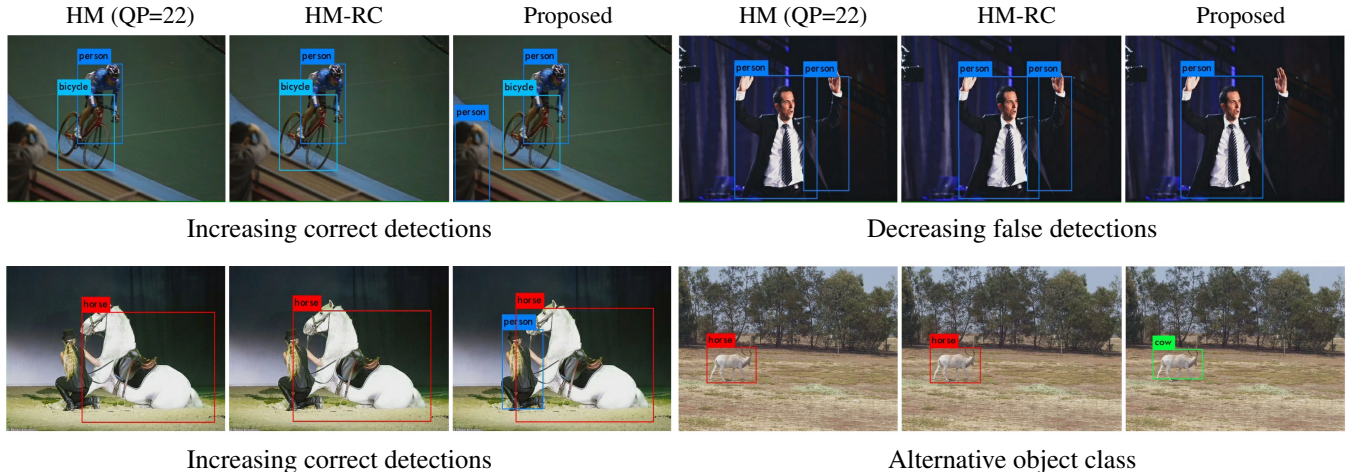 HM (QP=22) HM-RC Proposed HM (QP=22) HM-RC Proposed
person person person person person person person person
bicycle bicycle bicycle
person
Increasing correct detections Decreasing false detections
horse horse horse
person
horse horse cow
Increasing correct detections Alternative object class